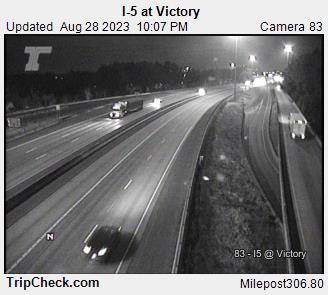 I-5 at Victory
Updated Aug 28 2023 10:07 PM Camera 83
T
N
83 - I5 @ Victory
TripCheck.com Milepost306.80